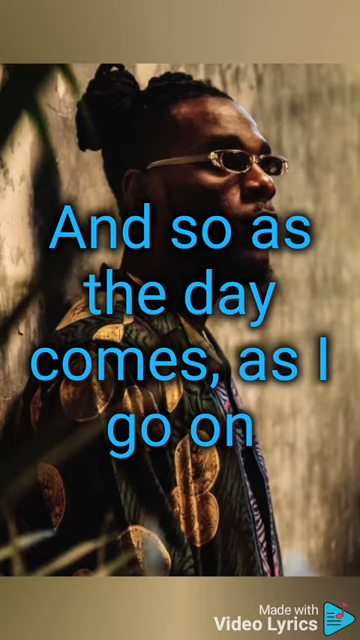 And so as
the day
comes, as I
go on
Made with
Video Lyrics